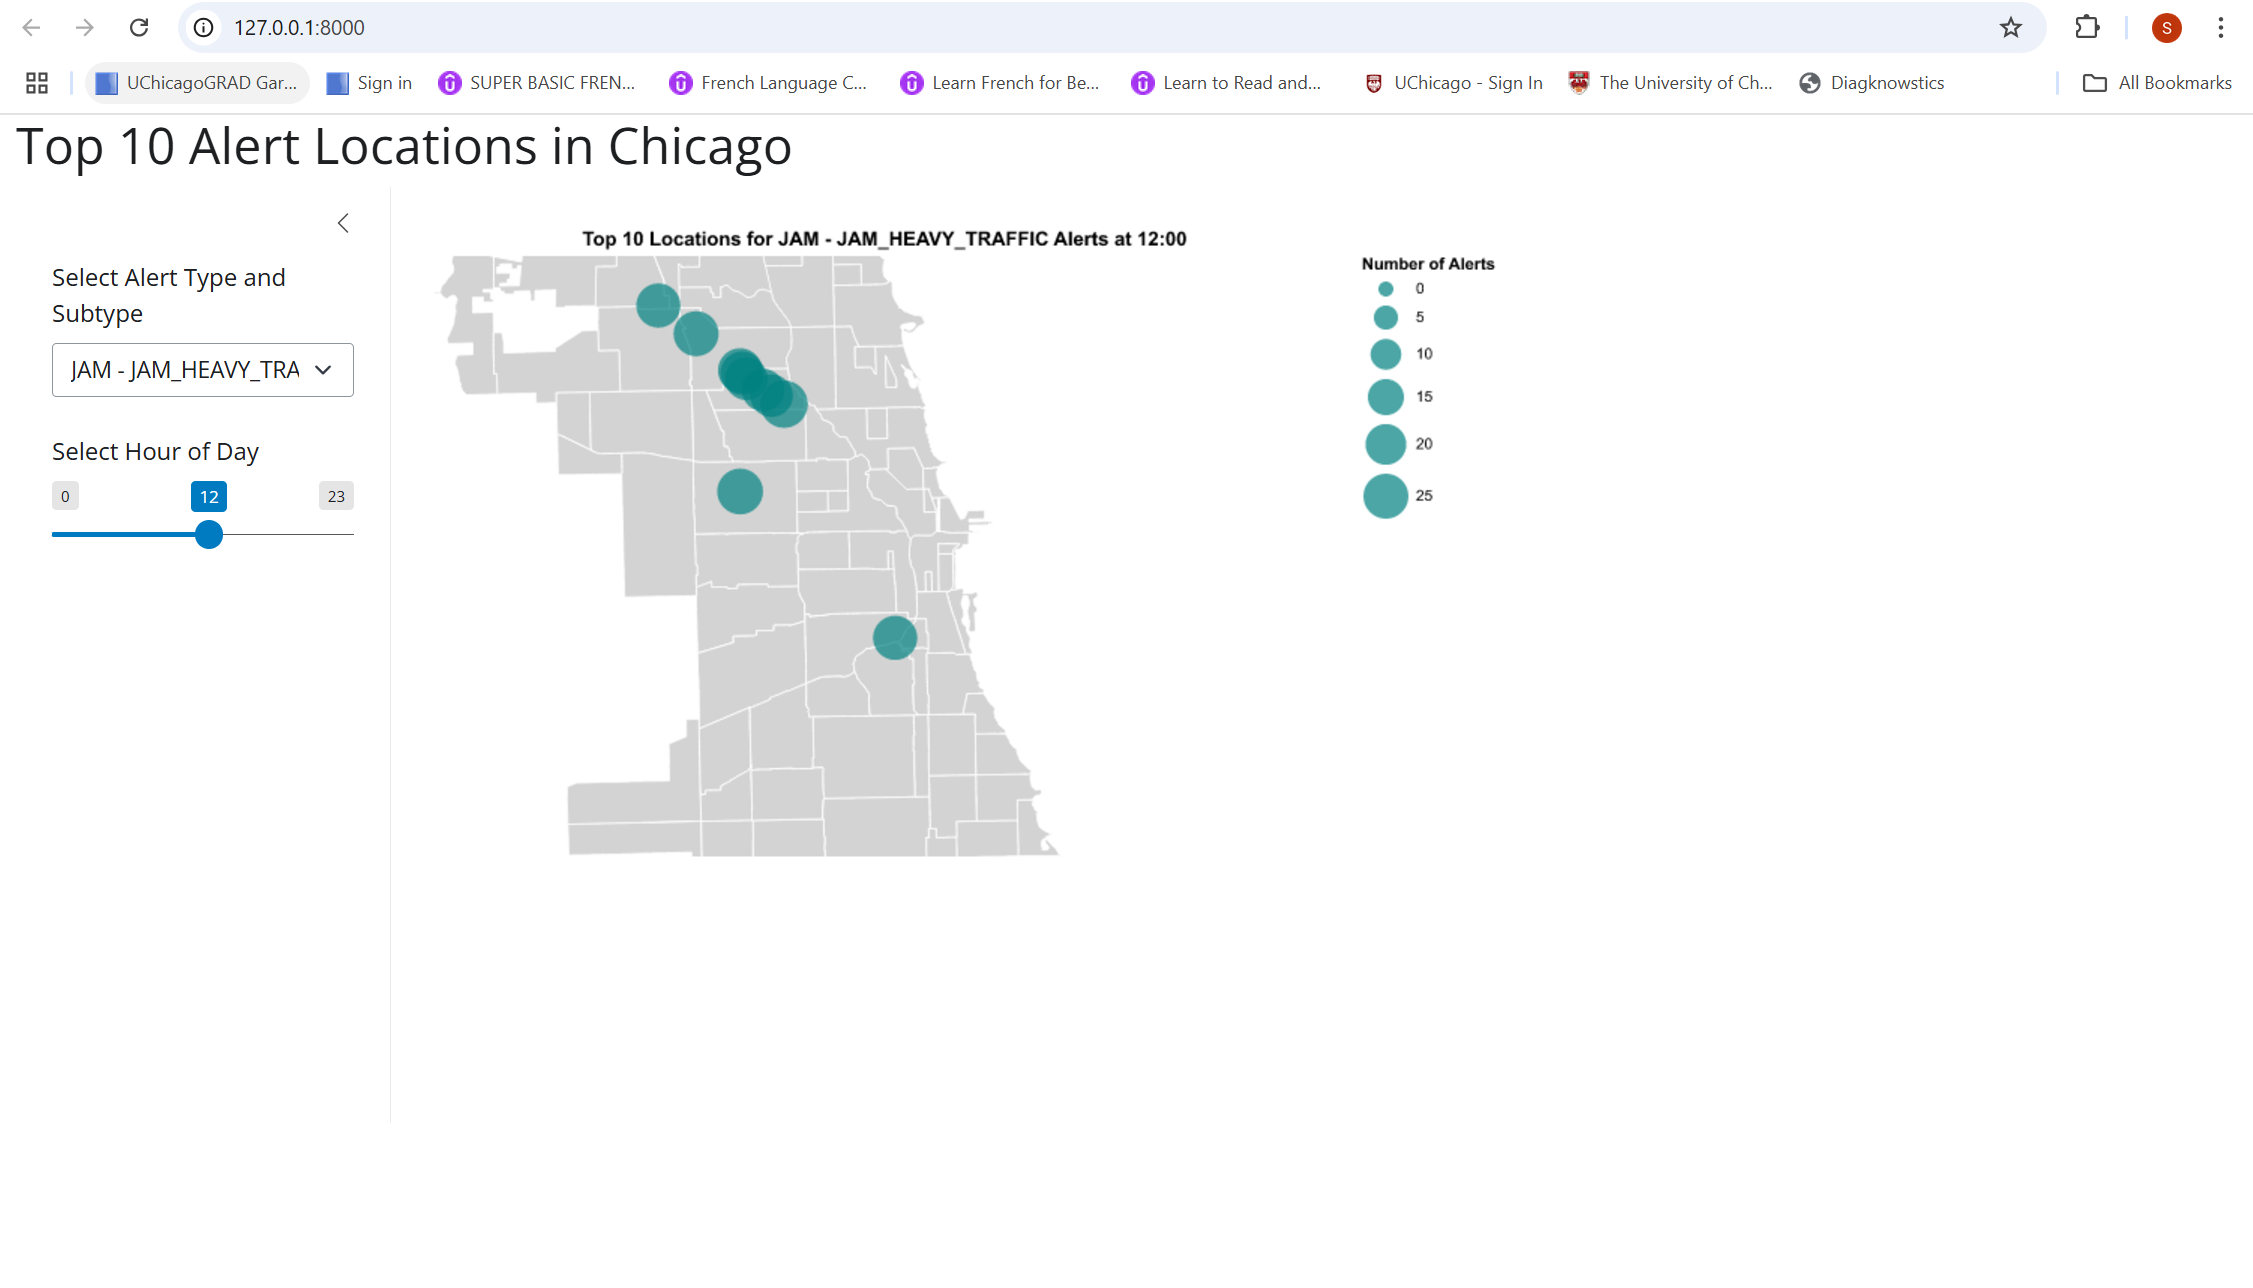 127.0.0.1:8000
S
UChicagoGRAD Gar...
Sign in
SUPER BASIC FREN...
French Language C...
Learn French for Be...
Learn to Read and...
UChicago - Sign In
The University of Ch...
Diagknowstics
All Bookmarks
Top 10 Alert Locations in Chicago
Select Alert Type and
Subtype
JAM - JAM_HEAVY_TRA
Select Hour of Day
0
12
23
Top 10 Locations for JAM - JAM_HEAVY_TRAFFIC Alerts at 12:00
Number of Alerts
0
5
10
15
20
25